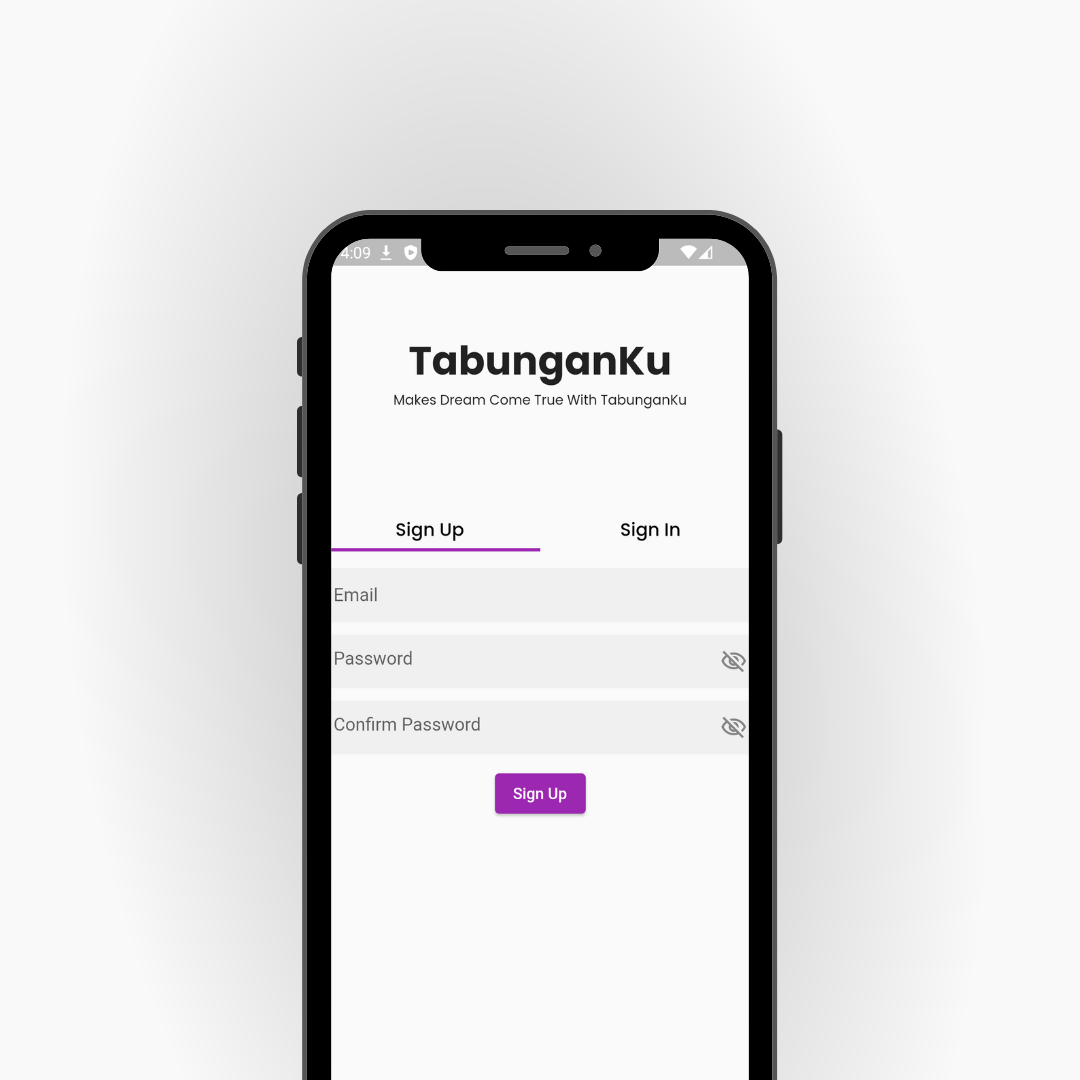 4:09
TabunganKu
Makes Dream Come True With TabunganKu
Sign Up Sign In
Email
Password
Confirm Password
Sign Up